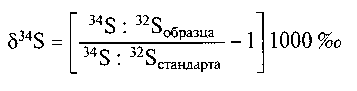 δ³⁴S = [ ³⁴S : ³²Sобразца / ³⁴S : ³²Sстандарта − 1 ] 1000 ‰